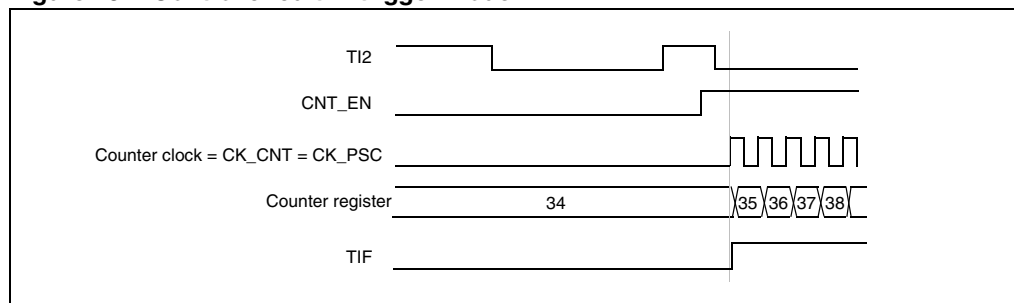 TI2
CNT_EN
Counter clock = CK_CNT = CK_PSC
Counter register 34 35 36 37 38
TIF